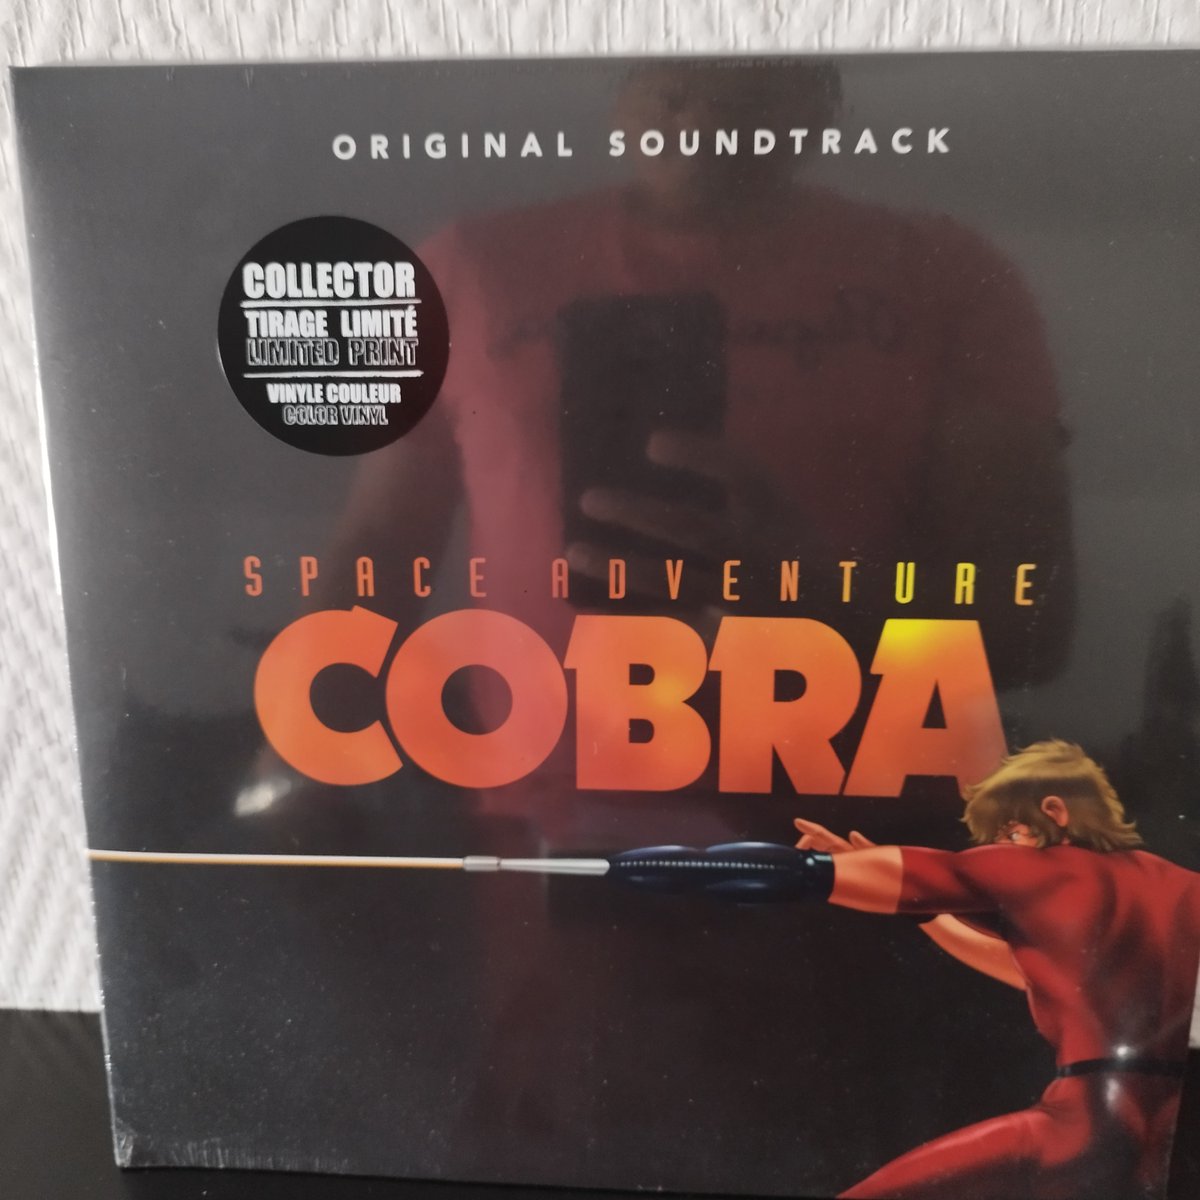 ORIGINAL SOUNDTRACK
COLLECTOR
TIRAGE LIMITÉ
LIMITED PRINT
VINYLE COULEUR
COLOR VINYL
SPACE ADVENTURE
COBRA